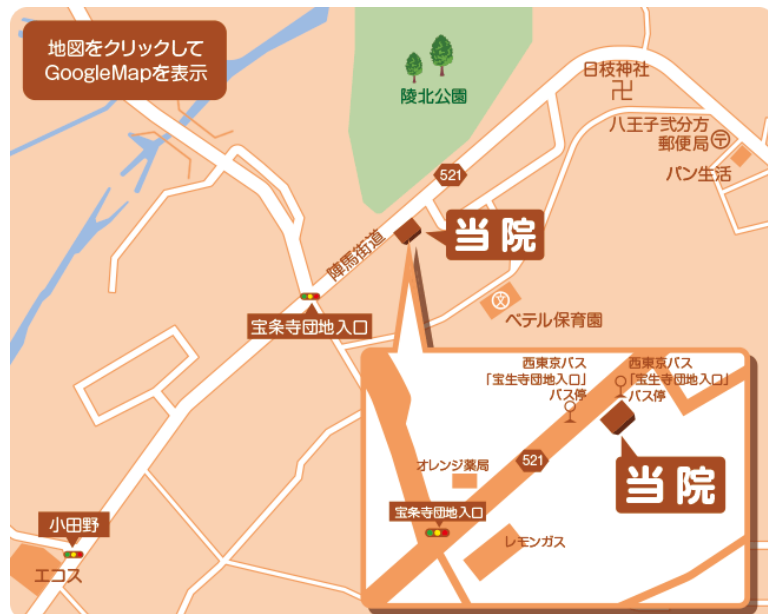 地図をクリックして
GoogleMapを表示
陵北公園
日枝神社
八王子弐分方
郵便局
パン生活
521
当院
陣馬街道
宝条寺団地入口
ベテル保育園
小田野
エコス
西東京バス
「宝生寺団地入口」
バス停
西東京バス
「宝生寺団地入口」
バス停
オレンジ薬局
521
当院
宝条寺団地入口
レモンガス